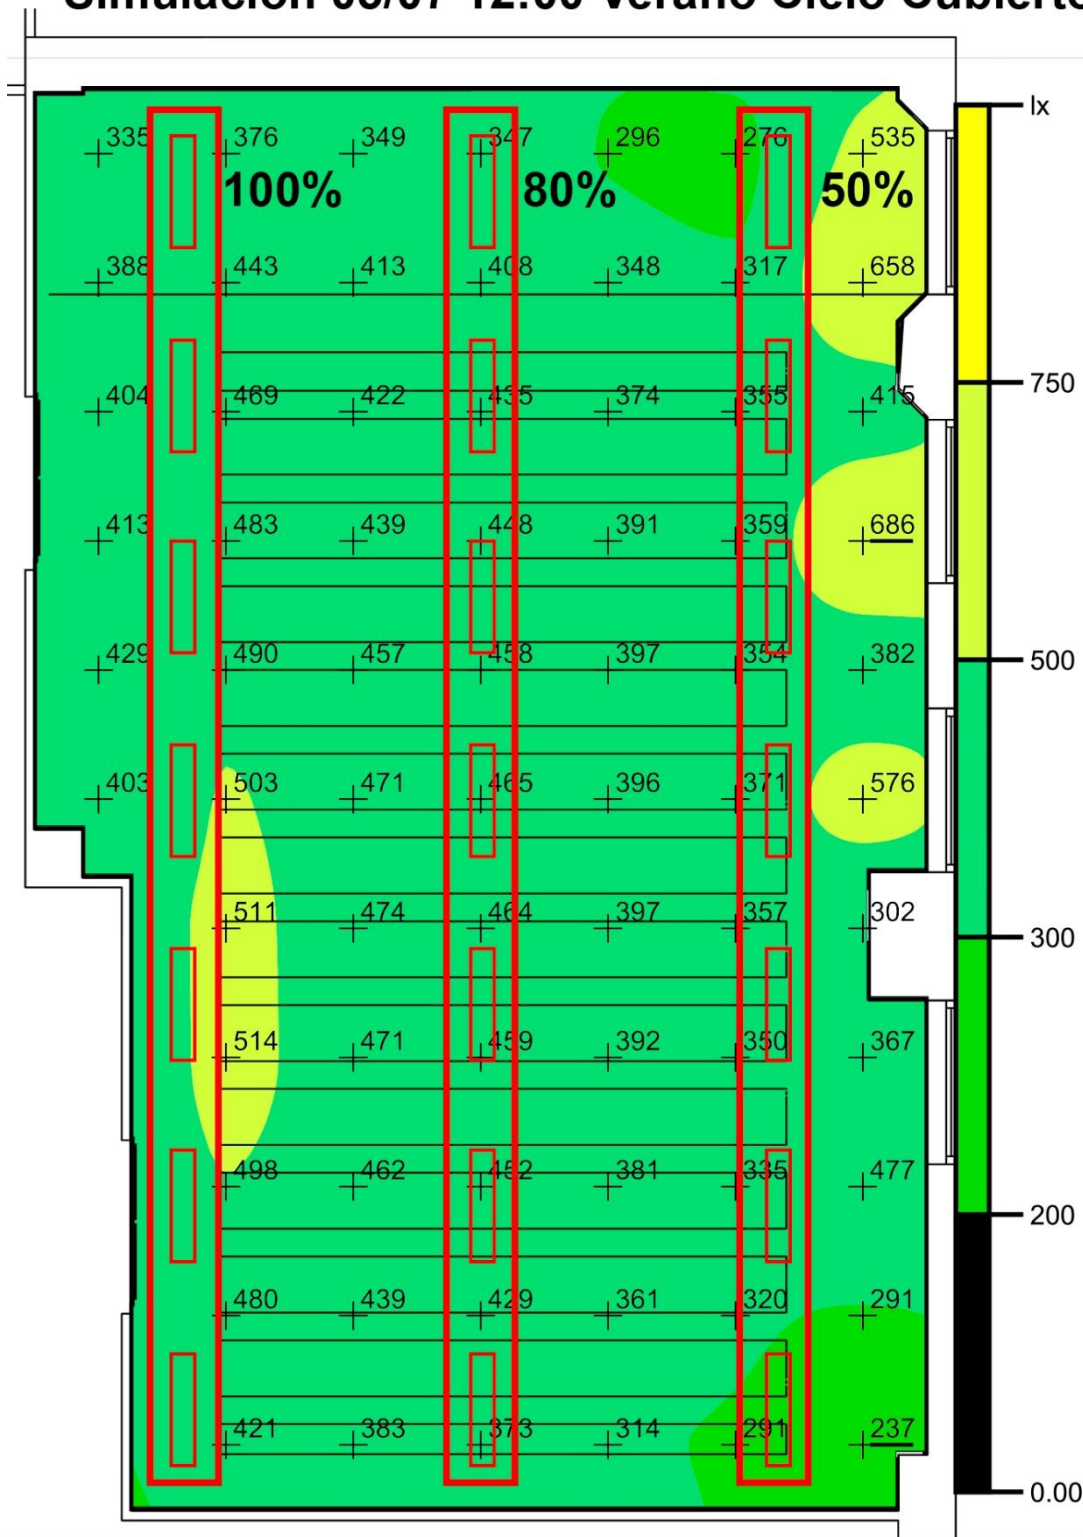 Simulación 03/07 12:00 Verano Cielo Cubierto
lx
335 376 349 347 296 276 535
100% 80% 50%
388 443 413 408 348 317 658
750
404 469 422 435 374 355 415
413 483 439 448 391 359 686
429 490 457 458 397 354 382
500
403 503 471 465 396 371 576
511 474 464 397 357 302
300
514 471 459 392 350 367
498 462 452 381 335 477
200
480 439 429 361 320 291
421 383 373 314 291 237
0.00